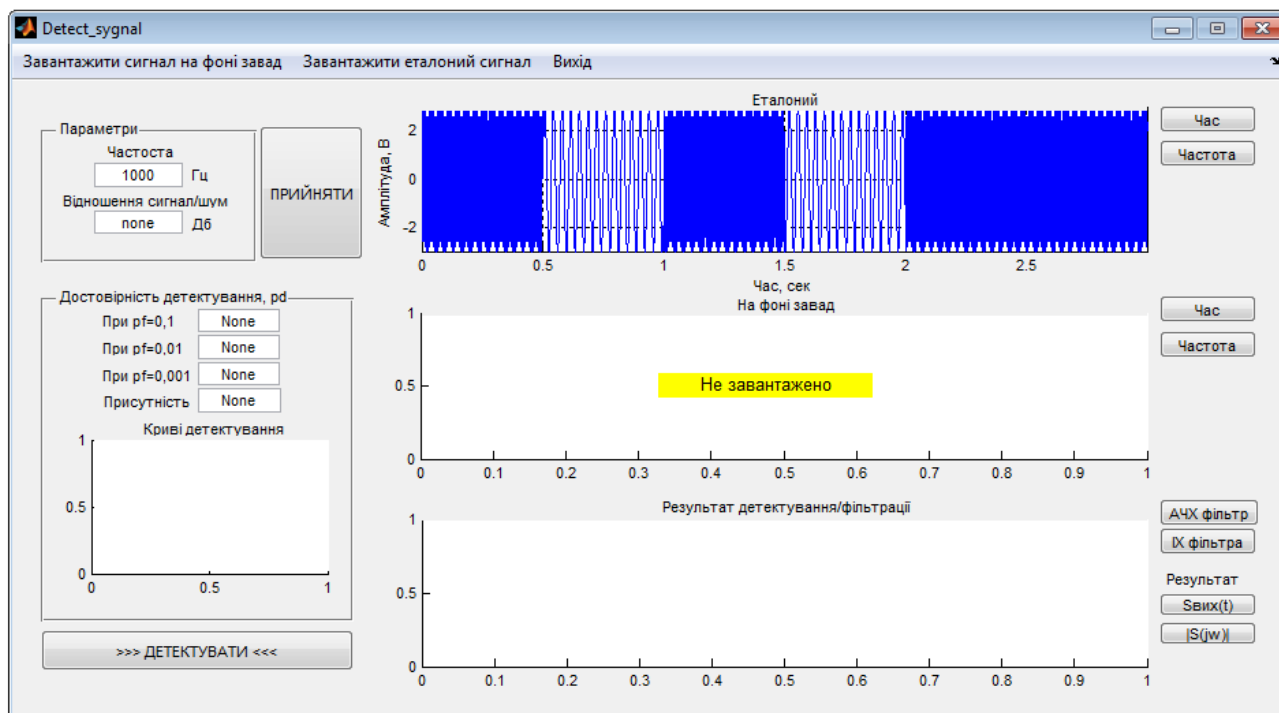 Detect_sygnal
Завантажити сигнал на фоні завад Завантажити еталоний сигнал Вихід
Параметри
Частоста
1000 Гц
Відношення сигнал/шум
none Дб
ПРИЙНЯТИ
Еталоний
Амплітуда, В
2
0
-2
0 0.5 1 1.5 2 2.5
Час, сек
Час
Частота
Достовірність детектування, pd
При pf=0,1 None
При pf=0,01 None
При pf=0,001 None
Присутність None
Криві детектування
1
0.5
0
0 0.5 1
>>> ДЕТЕКТУВАТИ <<<
На фоні завад
1
0.5
0
Не завантажено
0 0.1 0.2 0.3 0.4 0.5 0.6 0.7 0.8 0.9 1
Час
Частота
Результат детектування/фільтрації
1
0.5
0
0 0.1 0.2 0.3 0.4 0.5 0.6 0.7 0.8 0.9 1
АЧХ фільтр
ІХ фільтра
Результат
Sвих(t)
|S(jw)|